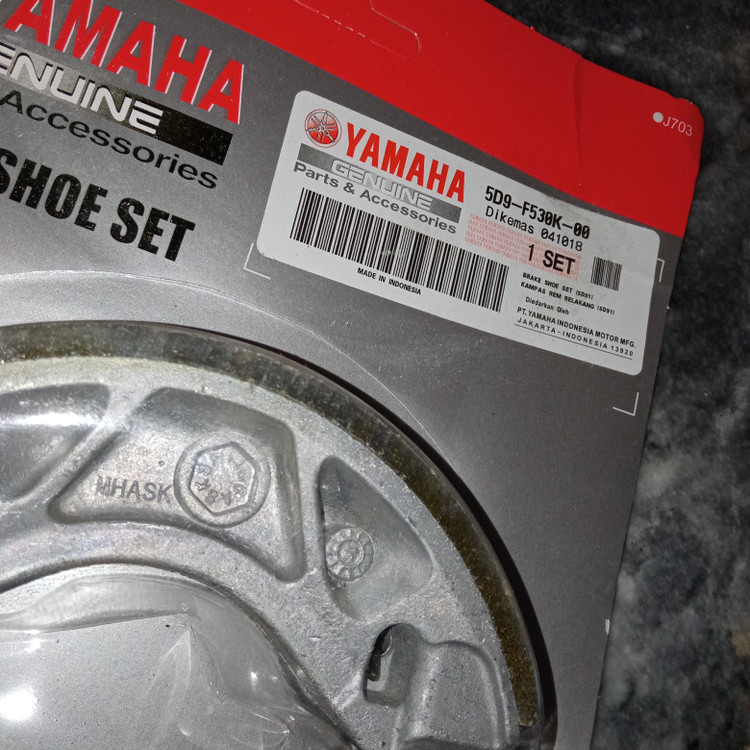 YAMAHA
GENUINE
Accessories
SHOE SET
J703
YAMAHA
GENUINE
Parts & Accessories
5D9-F530K-00
Dikemas 041018
1 SET
MADE IN INDONESIA
BRAKE SHOE SET (5D91)
KAMPAS REM BELAKANG (5D91)
Diedarkan Oleh
PT. YAMAHA INDONESIA MOTOR MFG.
JAKARTA - INDONESIA 13920
MHASK